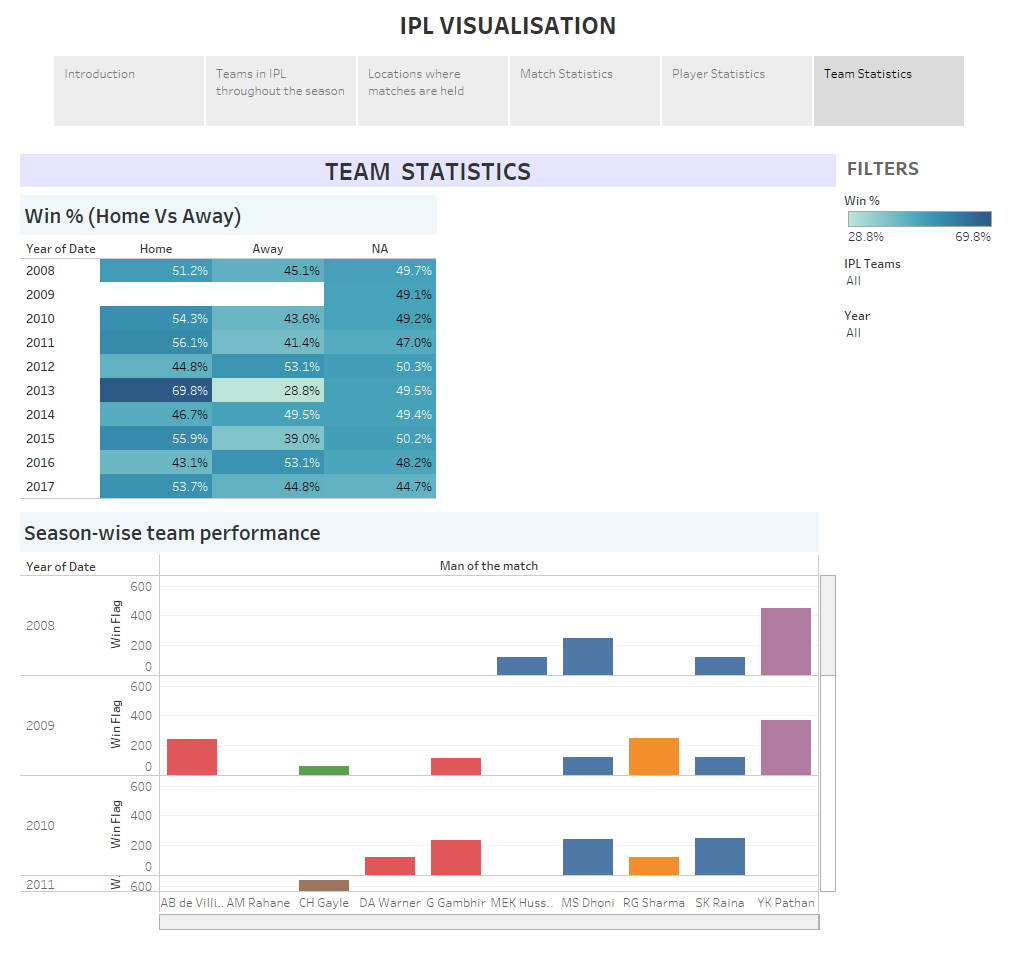 IPL VISUALISATION
Introduction
Teams in IPL
throughout the season
Locations where
matches are held
Match Statistics
Player Statistics
Team Statistics
TEAM STATISTICS
FILTERS
Win %
28.8% 69.8%
IPL Teams
All
Year
All
Win % (Home Vs Away)
Year of Date Home Away NA
2008 51.2% 45.1% 49.7%
2009 49.1%
2010 54.3% 43.6% 49.2%
2011 56.1% 41.4% 47.0%
2012 44.8% 53.1% 50.3%
2013 69.8% 28.8% 49.5%
2014 46.7% 49.5% 49.4%
2015 55.9% 39.0% 50.2%
2016 43.1% 53.1% 48.2%
2017 53.7% 44.8% 44.7%
Season-wise team performance
Year of Date Man of the match
2008
Win Flag
600
400
200
0
2009
Win Flag
600
400
200
0
2010
Win Flag
600
400
200
0
2011
W..
600
AB de Villi.. AM Rahane CH Gayle DA Warner G Gambhir MEK Huss.. MS Dhoni RG Sharma SK Raina YK Pathan